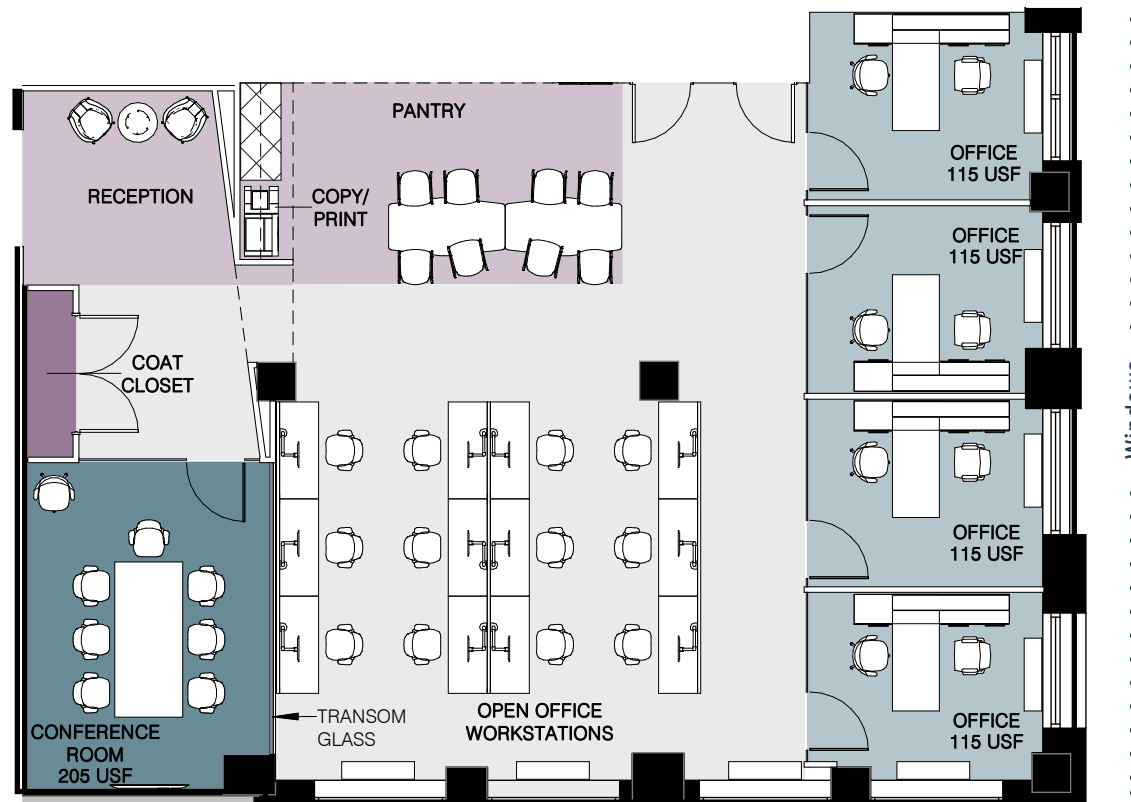 PANTRY
OFFICE
115 USF
RECEPTION
COPY/
PRINT
OFFICE
115 USF
COAT
CLOSET
OFFICE
115 USF
CONFERENCE
ROOM
205 USF
TRANSOM
GLASS
OPEN OFFICE
WORKSTATIONS
OFFICE
115 USF
Windows